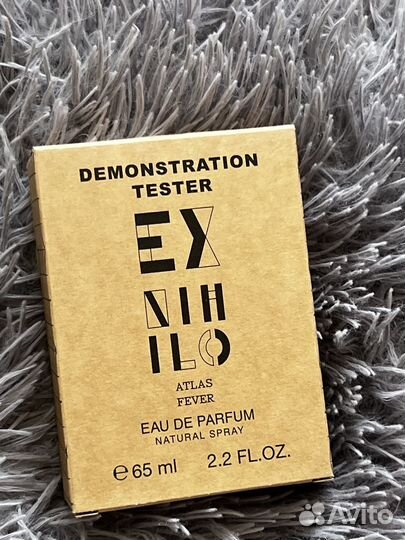 DEMONSTRATION
TESTER
EX
NIH
ILO
ATLAS
FEVER
EAU DE PARFUM
NATURAL SPRAY
℮65 ml 2.2 FL.OZ.
Avito